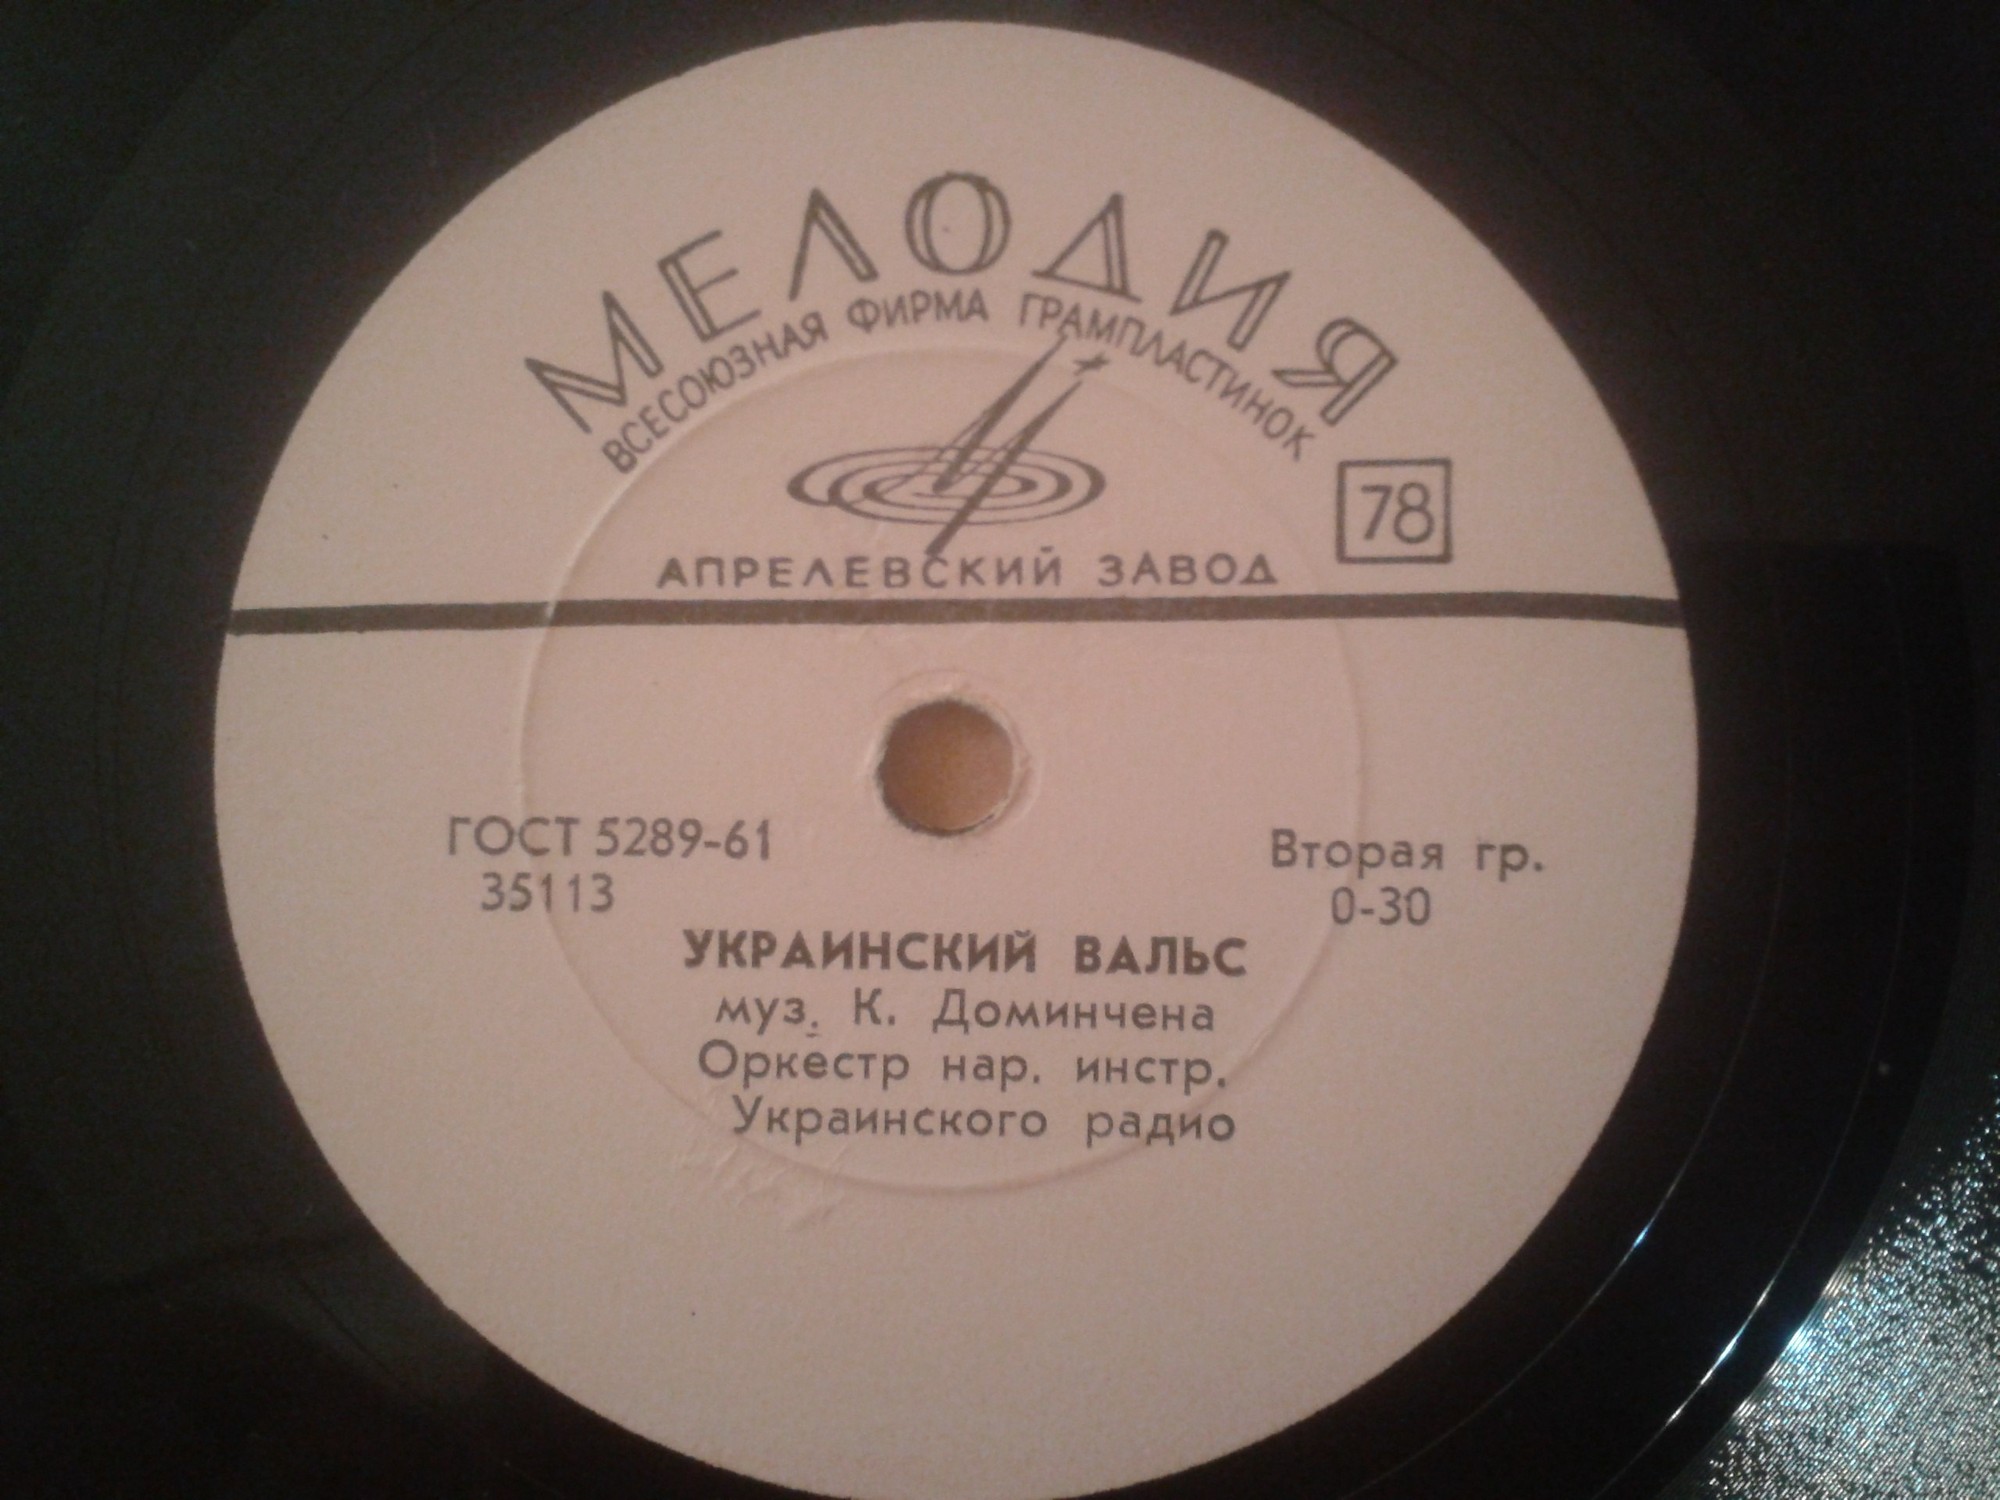 МЕЛОДИЯ
ВСЕСОЮЗНАЯ ФИРМА ГРАМПЛАСТИНОК
78
АПРЕЛЕВСКИЙ ЗАВОД
ГОСТ 5289-61
35113
Вторая гр.
0-30
УКРАИНСКИЙ ВАЛЬС
муз. К. Доминчена
Оркестр нар. инстр.
Украинского радио